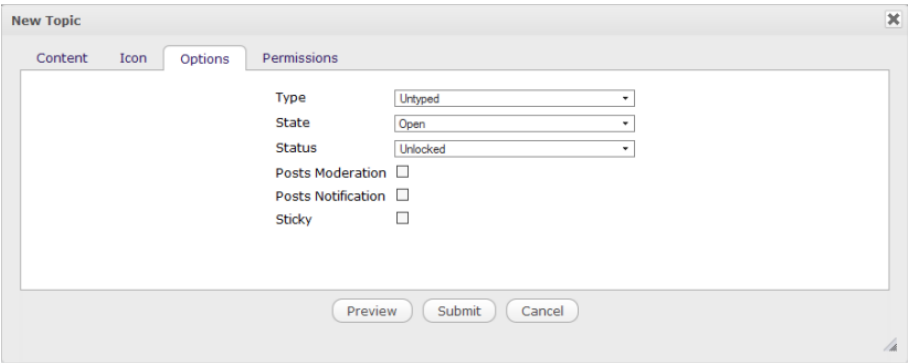 New Topic
Content Icon Options Permissions
Type Untyped
State Open
Status Unlocked
Posts Moderation
Posts Notification
Sticky
Preview Submit Cancel